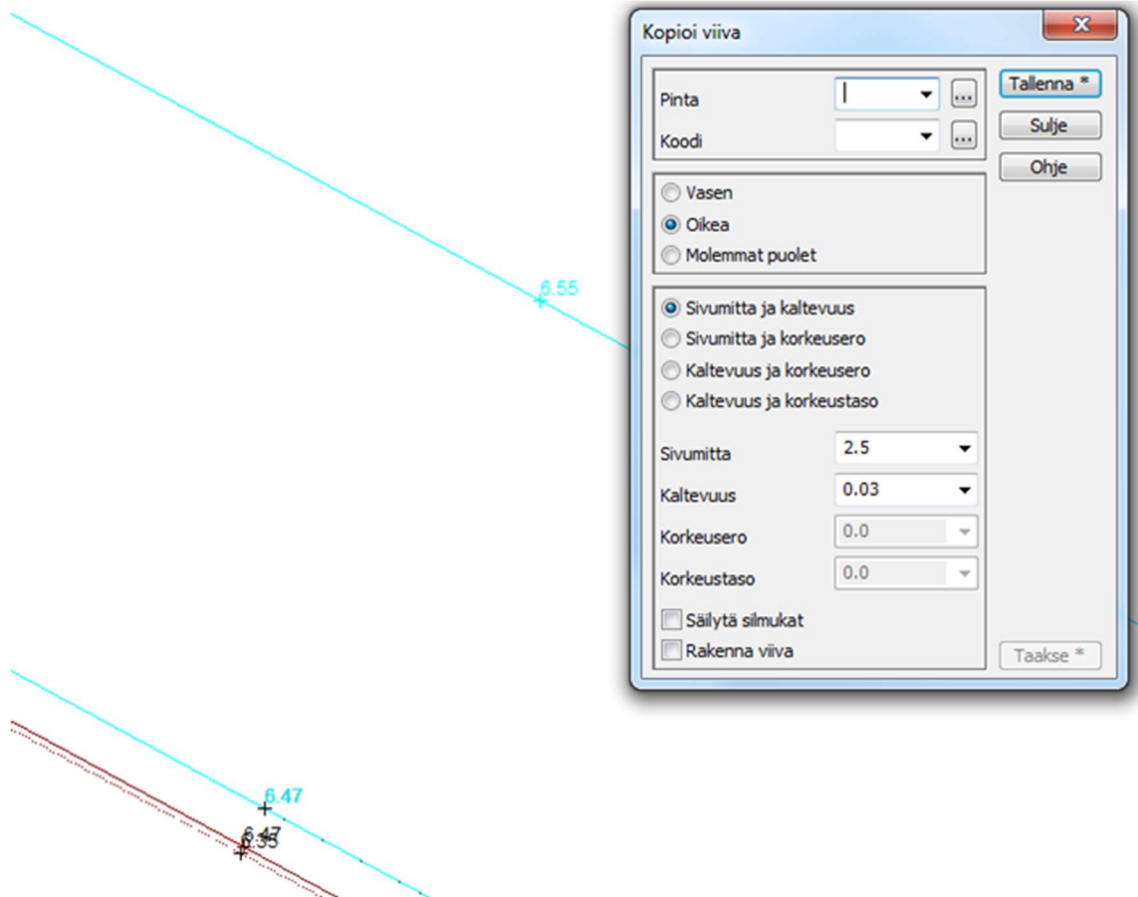 Kopioi viiva
Pinta
...
Tallenna *
Koodi
...
Sulje
Ohje
Vasen
Oikea
Molemmat puolet
6.55
Sivumitta ja kaltevuus
Sivumitta ja korkeusero
Kaltevuus ja korkeusero
Kaltevuus ja korkeustaso
Sivumitta 2.5
Kaltevuus 0.03
Korkeusero 0.0
Korkeustaso 0.0
Säilytä silmukat
Rakenna viiva
Taakse *
6.47
6.47
6.35